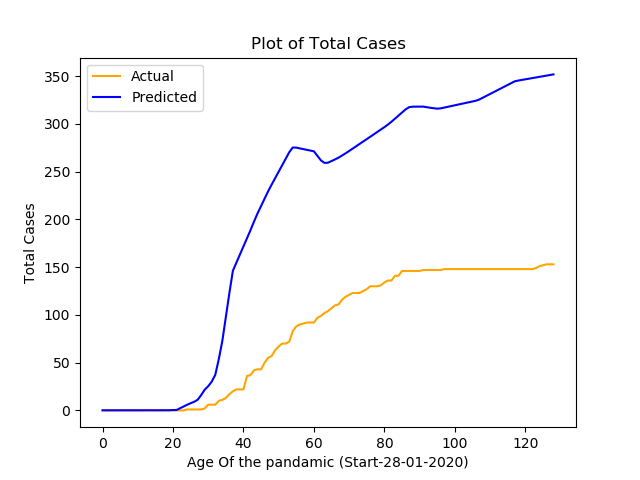 Plot of Total Cases
Actual
Predicted
350
300
250
200
150
100
50
0
Total Cases
0 20 40 60 80 100 120
Age Of the pandamic (Start-28-01-2020)